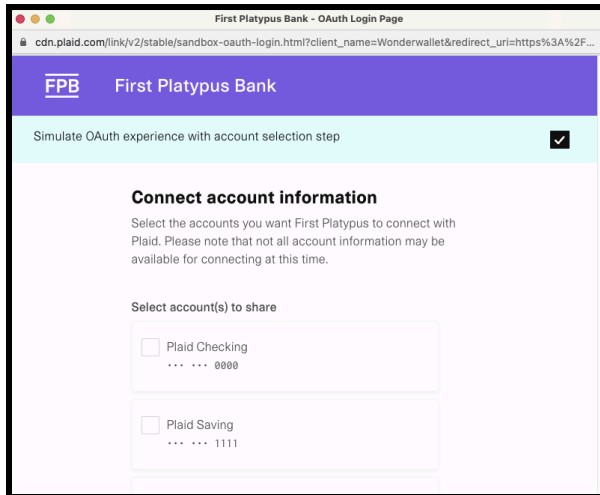 First Platypus Bank - OAuth Login Page
cdn.plaid.com/link/v2/stable/sandbox-oauth-login.html?client_name=Wonderwallet&redirect_uri=https%3A%2F...
FPB First Platypus Bank
Simulate OAuth experience with account selection step
Connect account information
Select the accounts you want First Platypus to connect with
Plaid. Please note that not all account information may be
available for connecting at this time.
Select account(s) to share
Plaid Checking
··· ··· 0000
Plaid Saving
··· ··· 1111